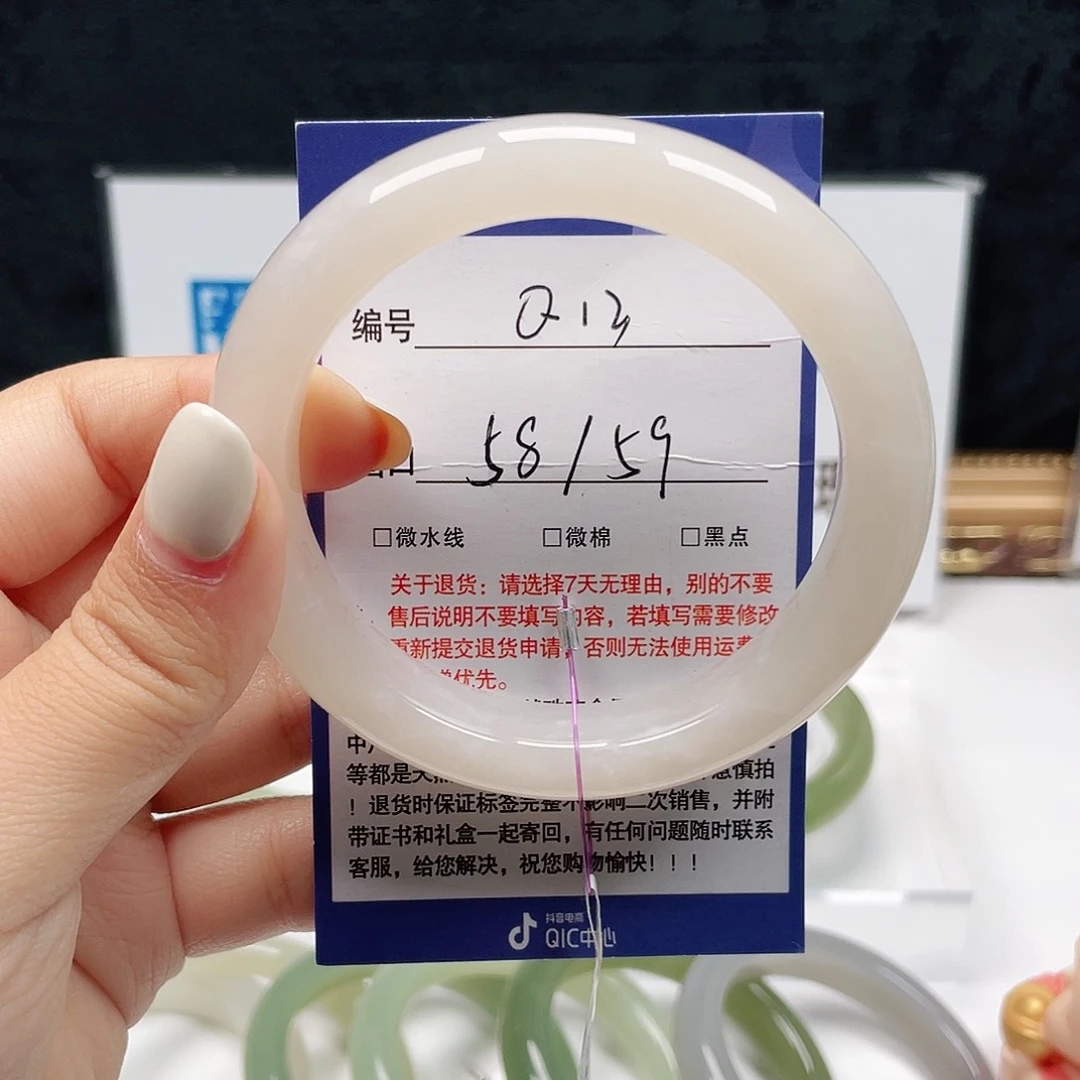 编号 Q13
口 58/59
□微水线 □微棉 □黑点
关于退货：请选择7天无理由，别的不要
售后说明不要填写内容，若填写需要修改
重新提交退货申请，否则无法使用运费
优先。
等都是天 慎拍
！退货时保证标签完整不影响二次销售，并附
带证书和礼盒一起寄回，有任何问题随时联系
客服，给您解决，祝您购物愉快！！！
抖音电商
QIC中心